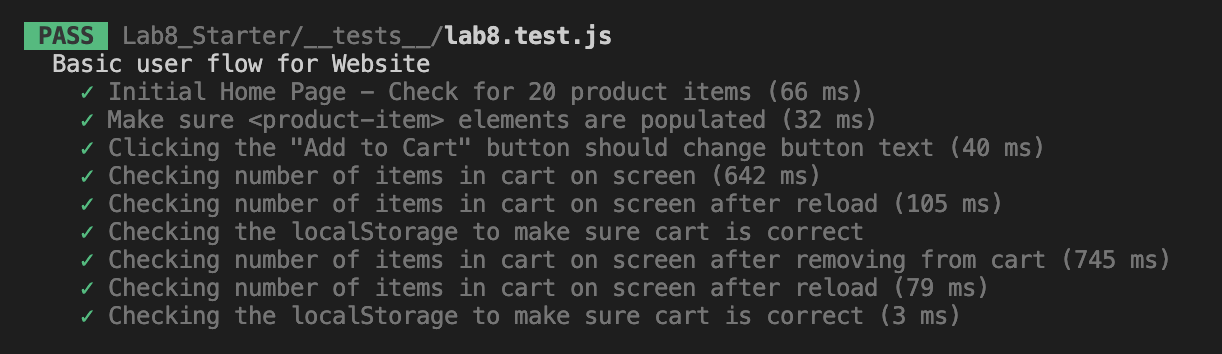 PASS Lab8_Starter/__tests__/lab8.test.js
Basic user flow for Website
✓ Initial Home Page - Check for 20 product items (66 ms)
✓ Make sure <product-item> elements are populated (32 ms)
✓ Clicking the "Add to Cart" button should change button text (40 ms)
✓ Checking number of items in cart on screen (642 ms)
✓ Checking number of items in cart on screen after reload (105 ms)
✓ Checking the localStorage to make sure cart is correct
✓ Checking number of items in cart on screen after removing from cart (745 ms)
✓ Checking number of items in cart on screen after reload (79 ms)
✓ Checking the localStorage to make sure cart is correct (3 ms)